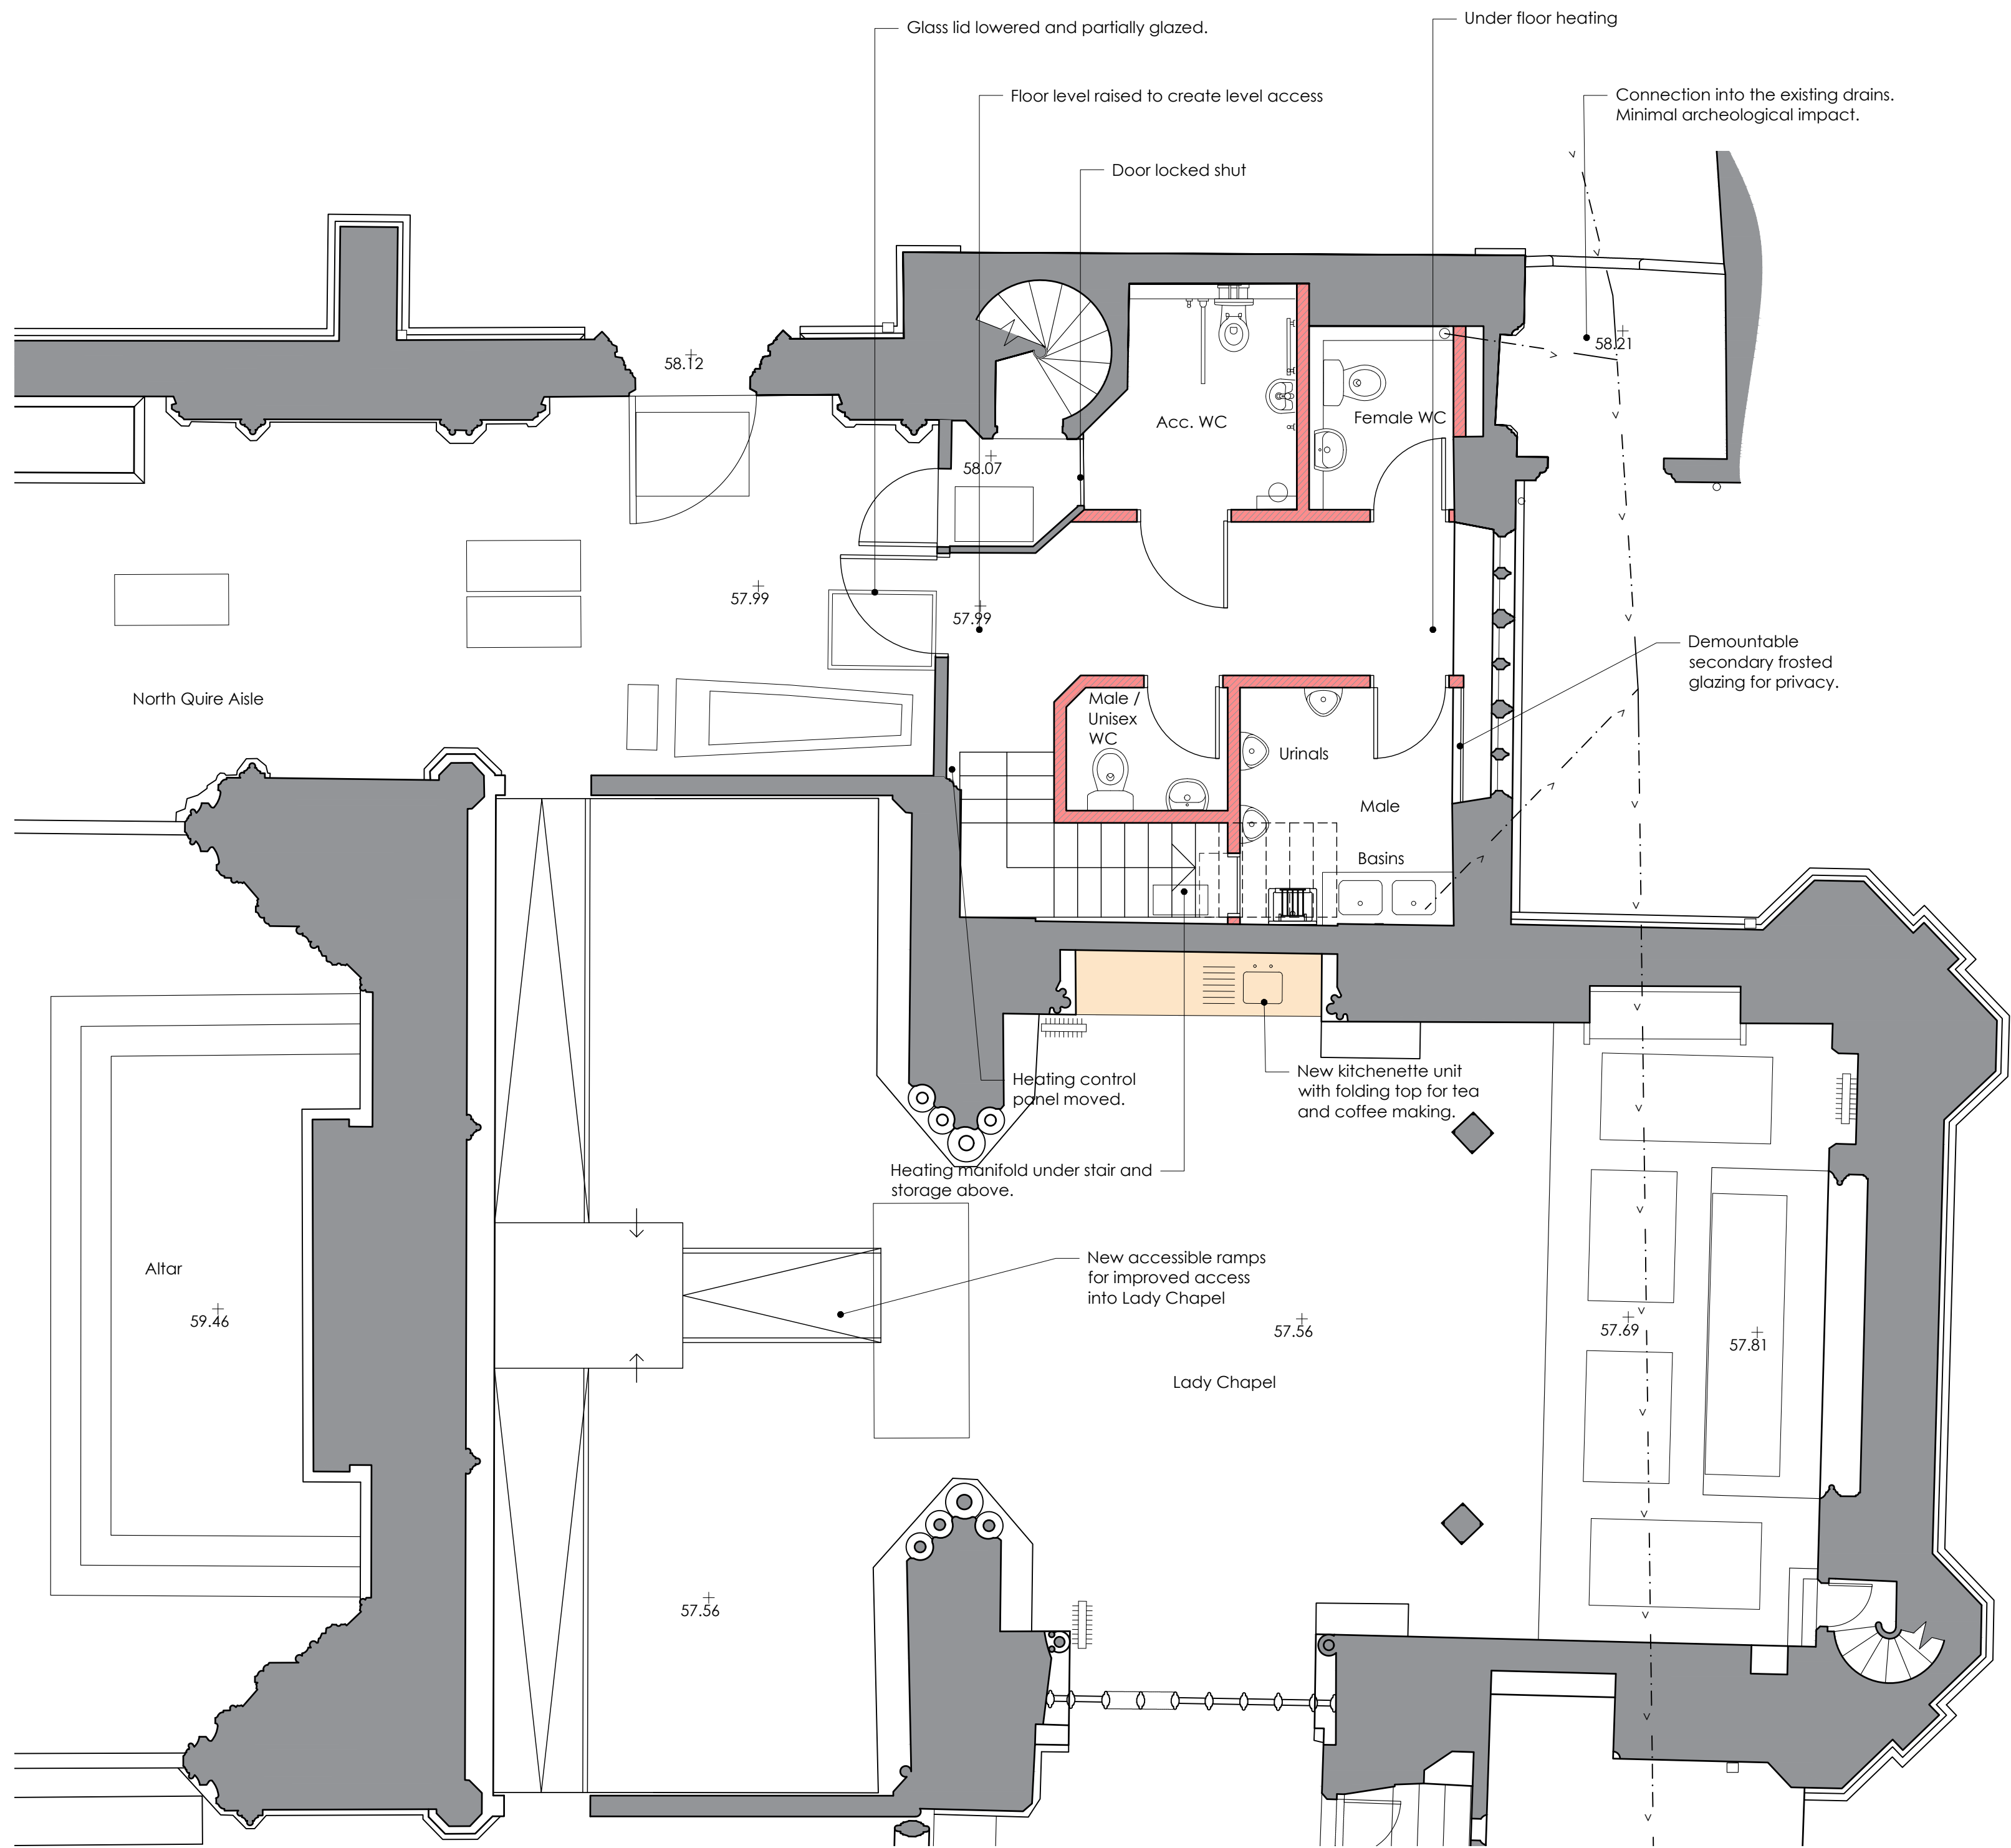 Glass lid lowered and partially glazed.
Under floor heating
Floor level raised to create level access
Connection into the existing drains.
Minimal archeological impact.
Door locked shut
58.12
58.21
Acc. WC
Female WC
58.07
57.99
57.99
Demountable
secondary frosted
glazing for privacy.
North Quire Aisle
Male /
Unisex
WC
Urinals
Male
Basins
Heating control
panel moved.
New kitchenette unit
with folding top for tea
and coffee making.
Heating manifold under stair and
storage above.
New accessible ramps
for improved access
into Lady Chapel
Altar
59.46
57.56
57.69
57.81
Lady Chapel
57.56